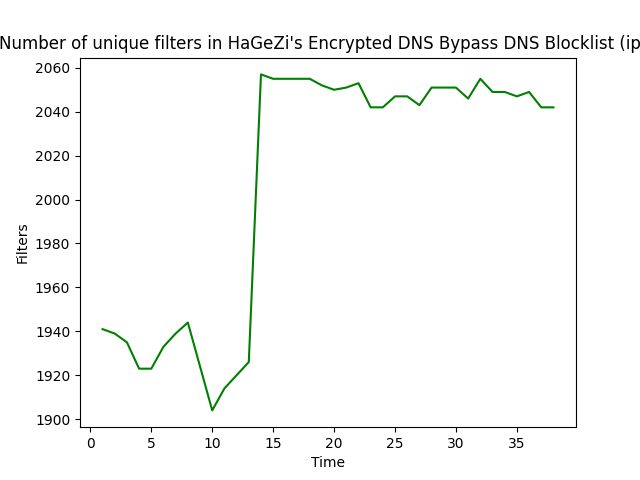 Number of unique filters in HaGeZi's Encrypted DNS Bypass DNS Blocklist (ip
2060
2040
2020
2000
1980
1960
1940
1920
1900
Filters
0 5 10 15 20 25 30 35
Time